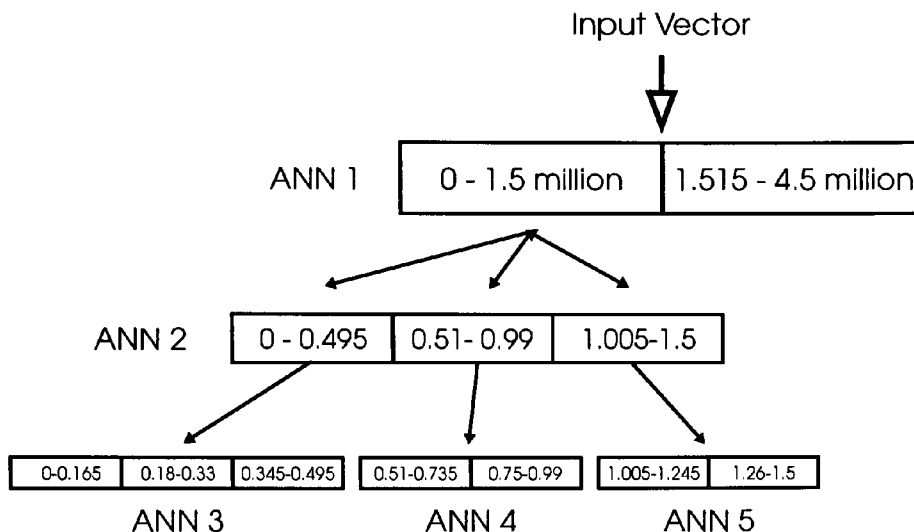 Input Vector
ANN 1 0 - 1.5 million 1.515 - 4.5 million
ANN 2 0 - 0.495 0.51- 0.99 1.005-1.5
0-0.165 0.18-0.33 0.345-0.495 0.51-0.735 0.75-0.99 1.005-1.245 1.26-1.5
ANN 3 ANN 4 ANN 5